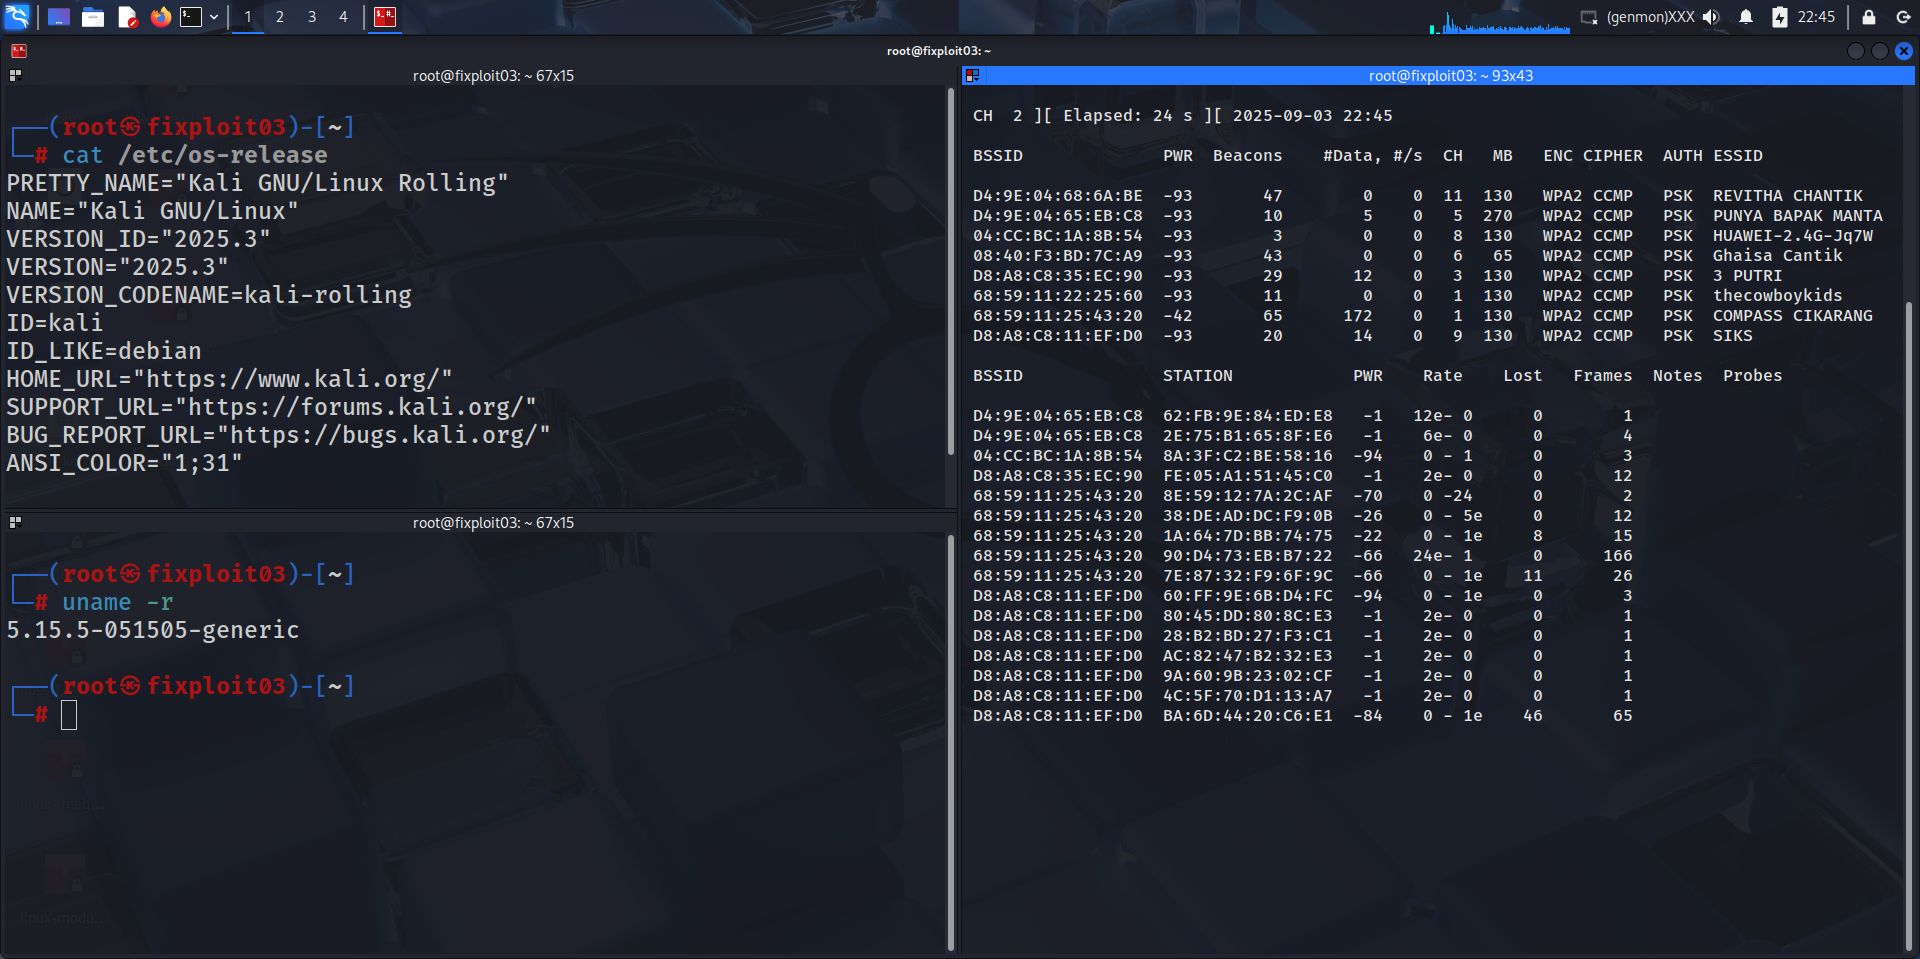 1 2 3 4
(genmon)XXX
22:45
root@fixploit03: ~
root@fixploit03: ~ 67x15
┌──(root㉿fixploit03)-[~]
└─# cat /etc/os-release
PRETTY_NAME="Kali GNU/Linux Rolling"
NAME="Kali GNU/Linux"
VERSION_ID="2025.3"
VERSION="2025.3"
VERSION_CODENAME=kali-rolling
ID=kali
ID_LIKE=debian
HOME_URL="https://www.kali.org/"
SUPPORT_URL="https://forums.kali.org/"
BUG_REPORT_URL="https://bugs.kali.org/"
ANSI_COLOR="1;31"
root@fixploit03: ~ 67x15
┌──(root㉿fixploit03)-[~]
└─# uname -r
5.15.5-051505-generic
┌──(root㉿fixploit03)-[~]
└─#
linux-modu...
root@fixploit03: ~ 93x43
CH 2 ][ Elapsed: 24 s ][ 2025-09-03 22:45
BSSID PWR Beacons #Data, #/s CH MB ENC CIPHER AUTH ESSID
D4:9E:04:68:6A:BE -93 47 0 0 11 130 WPA2 CCMP PSK REVITHA CHANTIK
D4:9E:04:65:EB:C8 -93 10 5 0 5 270 WPA2 CCMP PSK PUNYA BAPAK MANTA
04:CC:BC:1A:8B:54 -93 3 0 0 8 130 WPA2 CCMP PSK HUAWEI-2.4G-Jq7W
08:40:F3:BD:7C:A9 -93 43 0 0 6 65 WPA2 CCMP PSK Ghaisa Cantik
D8:A8:C8:35:EC:90 -93 29 12 0 3 130 WPA2 CCMP PSK 3 PUTRI
68:59:11:22:25:60 -93 11 0 0 1 130 WPA2 CCMP PSK thecowboykids
68:59:11:25:43:20 -42 65 172 0 1 130 WPA2 CCMP PSK COMPASS CIKARANG
D8:A8:C8:11:EF:D0 -93 20 14 0 9 130 WPA2 CCMP PSK SIKS
BSSID STATION PWR Rate Lost Frames Notes Probes
D4:9E:04:65:EB:C8 62:FB:9E:84:ED:E8 -1 12e- 0 0 1
D4:9E:04:65:EB:C8 2E:75:B1:65:8F:E6 -1 6e- 0 0 4
04:CC:BC:1A:8B:54 8A:3F:C2:BE:58:16 -94 0 - 1 0 3
D8:A8:C8:35:EC:90 FE:05:A1:51:45:C0 -1 2e- 0 0 12
68:59:11:25:43:20 8E:59:12:7A:2C:AF -70 0 -24 0 2
68:59:11:25:43:20 38:DE:AD:DC:F9:0B -26 0 - 5e 0 12
68:59:11:25:43:20 1A:64:7D:BB:74:75 -22 0 - 1e 8 15
68:59:11:25:43:20 90:D4:73:EB:B7:22 -66 24e- 1 0 166
68:59:11:25:43:20 7E:87:32:F9:6F:9C -66 0 - 1e 11 26
D8:A8:C8:11:EF:D0 60:FF:9E:6B:D4:FC -94 0 - 1e 0 3
D8:A8:C8:11:EF:D0 80:45:DD:80:8C:E3 -1 2e- 0 0 1
D8:A8:C8:11:EF:D0 28:B2:BD:27:F3:C1 -1 2e- 0 0 1
D8:A8:C8:11:EF:D0 AC:82:47:B2:32:E3 -1 2e- 0 0 1
D8:A8:C8:11:EF:D0 9A:60:9B:23:02:CF -1 2e- 0 0 1
D8:A8:C8:11:EF:D0 4C:5F:70:D1:13:A7 -1 2e- 0 0 1
D8:A8:C8:11:EF:D0 BA:6D:44:20:C6:E1 -84 0 - 1e 46 65